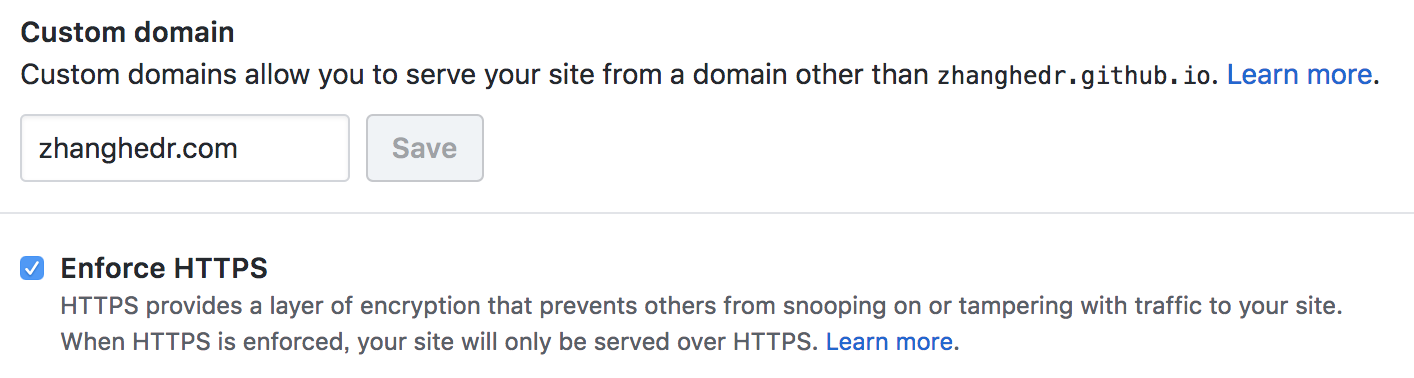 Custom domain
Custom domains allow you to serve your site from a domain other than zhanghedr.github.io. Learn more.
zhanghedr.com Save
Enforce HTTPS
HTTPS provides a layer of encryption that prevents others from snooping on or tampering with traffic to your site.
When HTTPS is enforced, your site will only be served over HTTPS. Learn more.